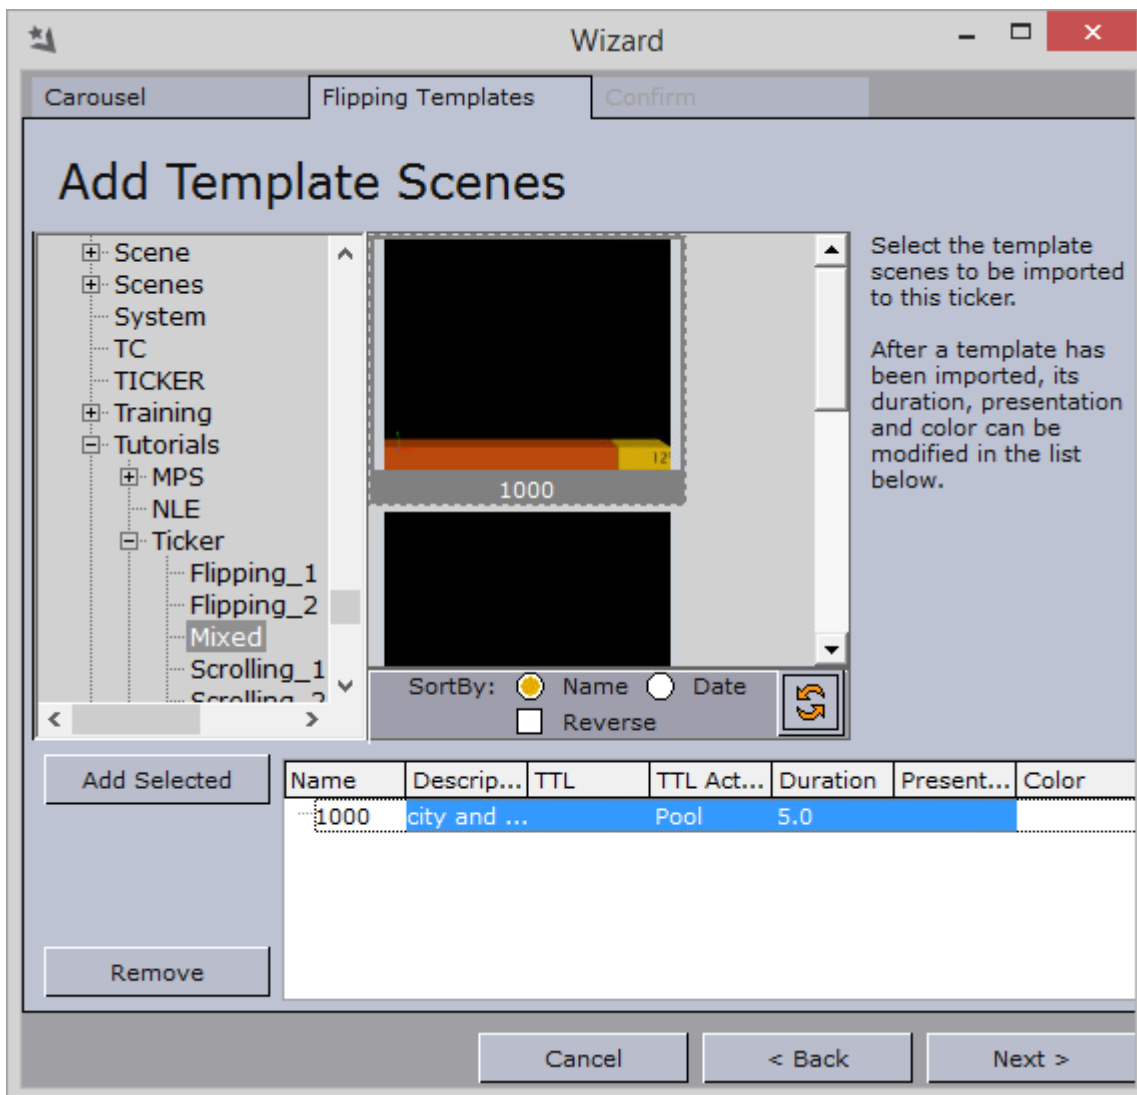 Wizard
Carousel
Flipping Templates
Confirm
Add Template Scenes
Scene
Scenes
System
TC
TICKER
Training
Tutorials
MPS
NLE
Ticker
Flipping_1
Flipping_2
Mixed
Scrolling_1
Scrolling_2
1000
SortBy: Name Date
Reverse
Select the template
scenes to be imported
to this ticker.
After a template has
been imported, its
duration, presentation
and color can be
modified in the list
below.
Add Selected
Remove
Name Descrip... TTL TTL Act... Duration Present... Color
1000 city and ... Pool 5.0
Cancel
< Back
Next >